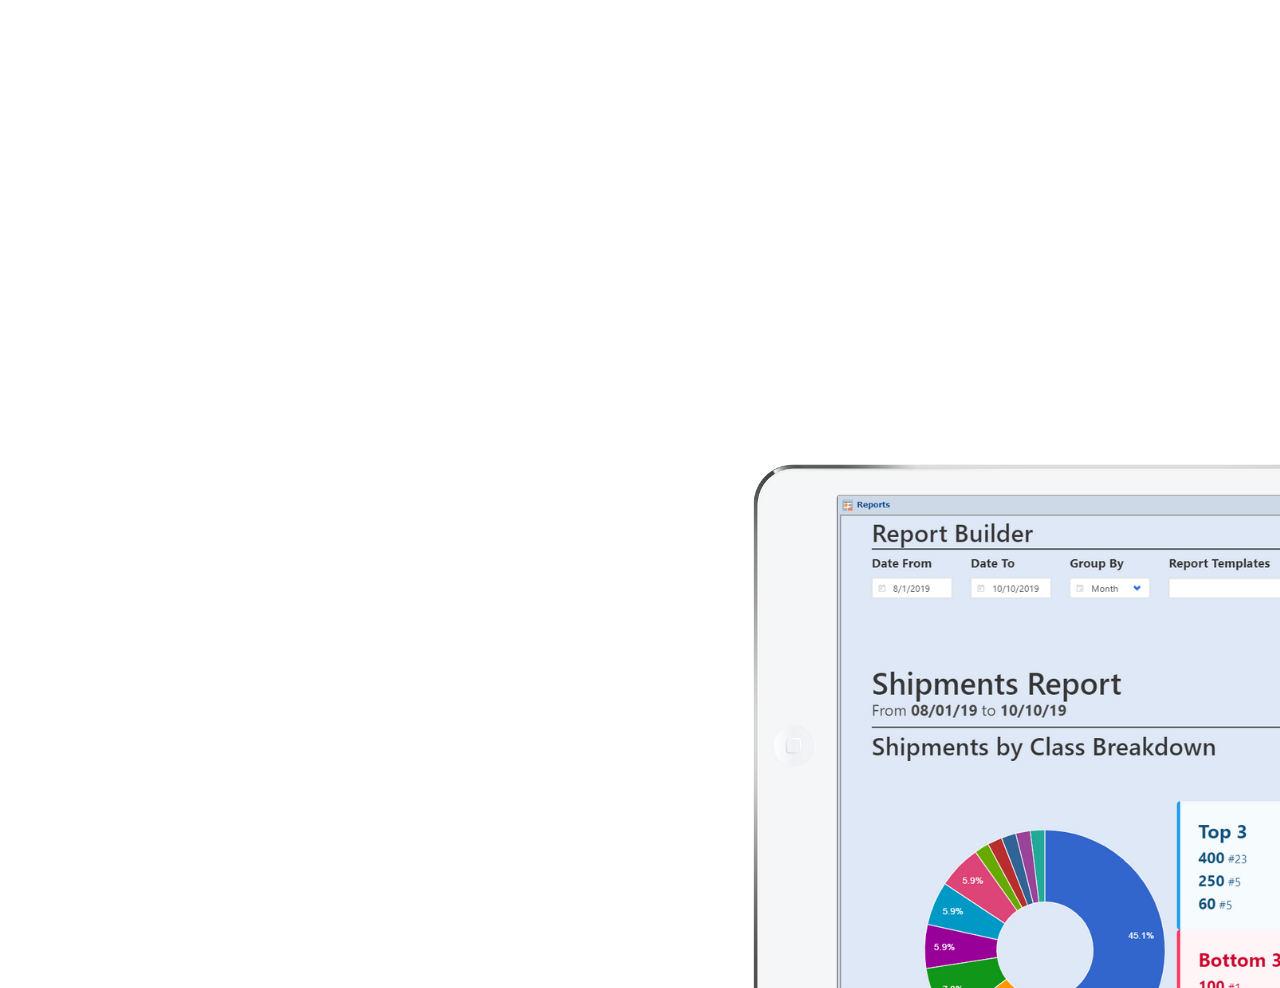 Reports
Report Builder
Date From Date To Group By Report Templates
8/1/2019 10/10/2019 Month
Shipments Report
From 08/01/19 to 10/10/19
Shipments by Class Breakdown
Top 3
400 #23
250 #5
60 #5
5.9%
5.9%
5.9%
45.1%
Bottom 3
100 #1